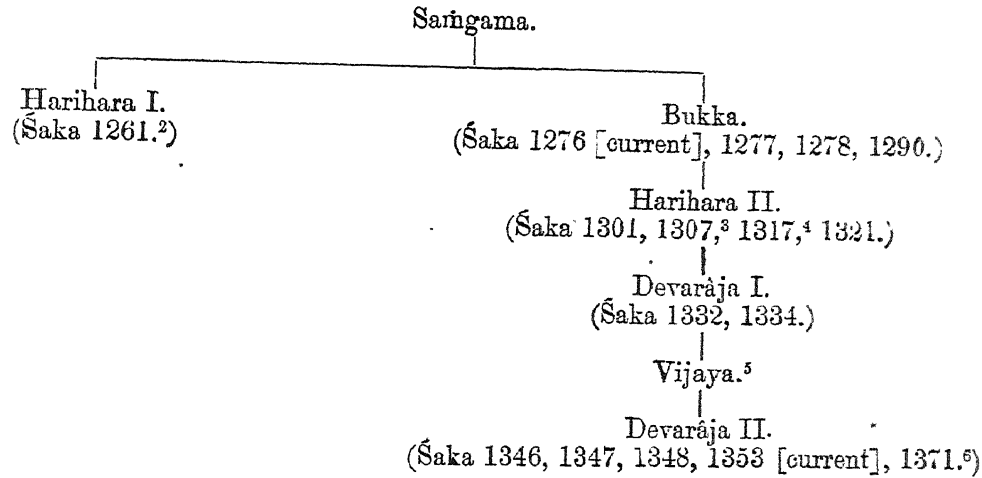 Saṁgama.
Harihara I.
(Śaka 1261.²)
Bukka.
(Śaka 1276 [current], 1277, 1278, 1290.)
Harihara II.
(Śaka 1301, 1307,³ 1317,⁴ 1321.)
Devarâja I.
(Śaka 1332, 1334.)
Vijaya.⁵
Devarâja II.
(Śaka 1346, 1347, 1348, 1353 [current], 1371.⁶)